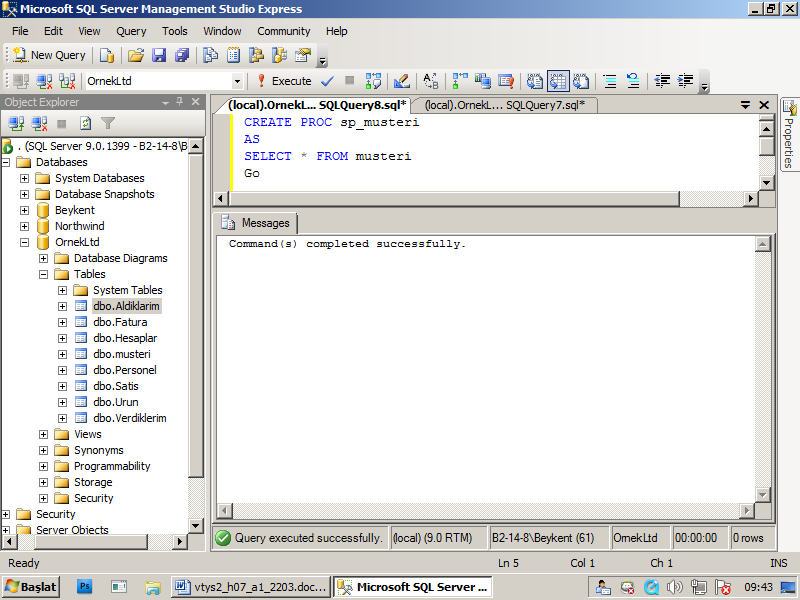 Microsoft SQL Server Management Studio Express
File Edit View Query Tools Window Community Help
New Query
OrnekLtd Execute
Object Explorer
(local).OrnekL... SQLQuery8.sql* (local).OrnekL... SQLQuery7.sql*
Properties
CREATE PROC sp_musteri
AS
SELECT * FROM musteri
Go
. (SQL Server 9.0.1399 - B2-14-8\B
Databases
System Databases
Database Snapshots
Beykent
Northwind
OrnekLtd
Database Diagrams
Tables
System Tables
dbo.Aldiklarim
dbo.Fatura
dbo.Hesaplar
dbo.musteri
dbo.Personel
dbo.Satis
dbo.Urun
dbo.Verdiklerim
Views
Synonyms
Programmability
Storage
Security
Security
Server Objects
Messages
Command(s) completed successfully.
Query executed successfully. (local) (9.0 RTM) B2-14-8\Beykent (61) OrnekLtd 00:00:00 0 rows
Ready Ln 5 Col 1 Ch 1 INS
Başlat Ps vtys2_h07_a1_2203.doc... Microsoft SQL Server ... 09:43